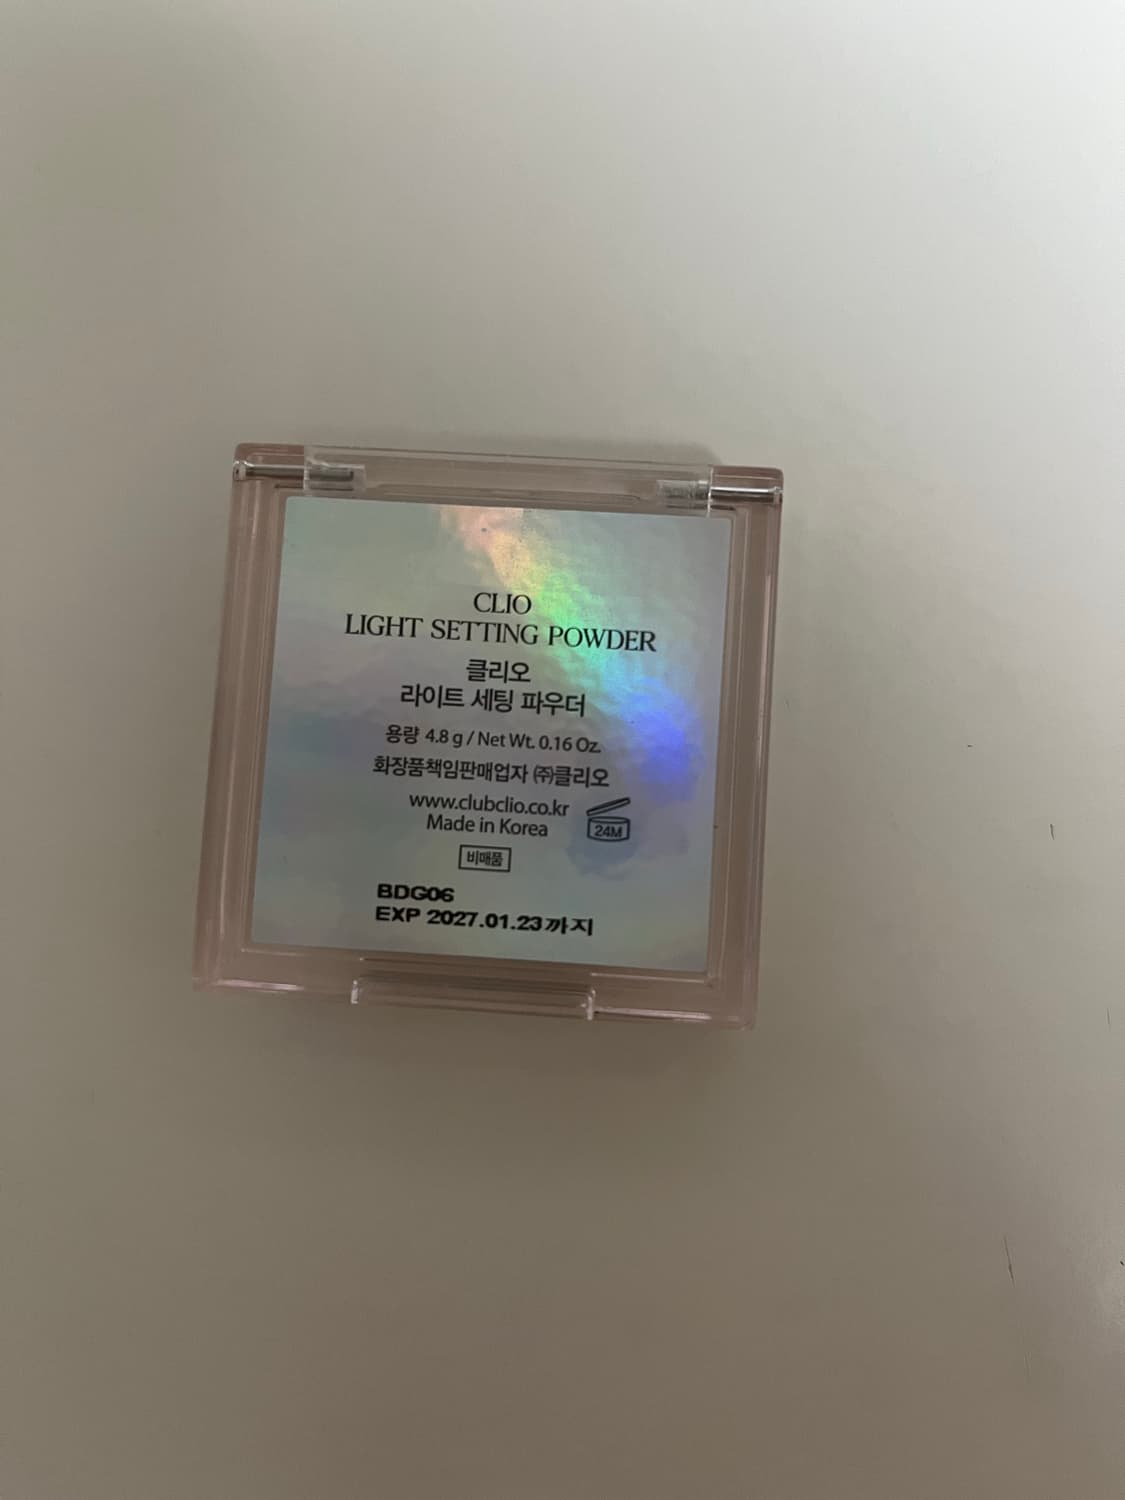 CLIO
LIGHT SETTING POWDER
클리오
라이트 세팅 파우더
용량 4.8 g / Net Wt. 0.16 Oz.
화장품책임판매업자 ㈜클리오
www.clubclio.co.kr
Made in Korea
24M
비매품
BDG06
EXP 2027.01.23까지